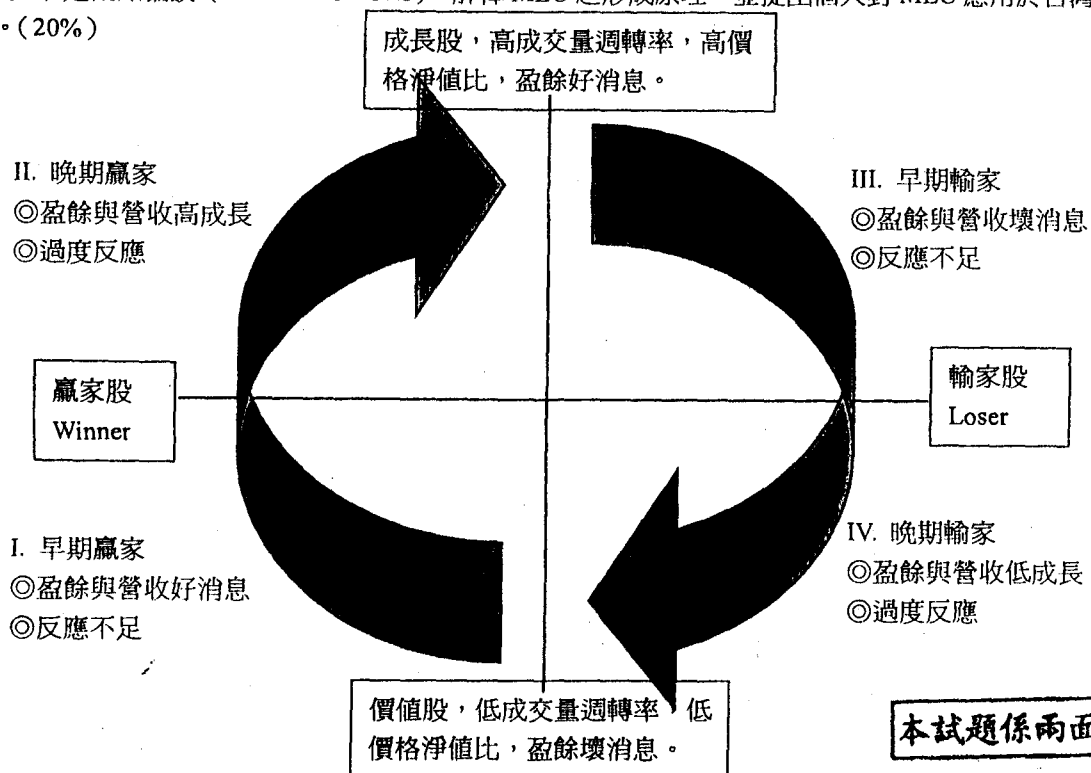 。(20%)
成長股，高成交量週轉率，高價
格淨值比，盈餘好消息。
II. 晚期贏家
◎盈餘與營收高成長
◎過度反應
III. 早期輸家
◎盈餘與營收壞消息
◎反應不足
贏家股
Winner
輸家股
Loser
I. 早期贏家
◎盈餘與營收好消息
◎反應不足
IV. 晚期輸家
◎盈餘與營收低成長
◎過度反應
價值股，低成交量週轉率，低
價格淨值比，盈餘壞消息。
本試題係兩面